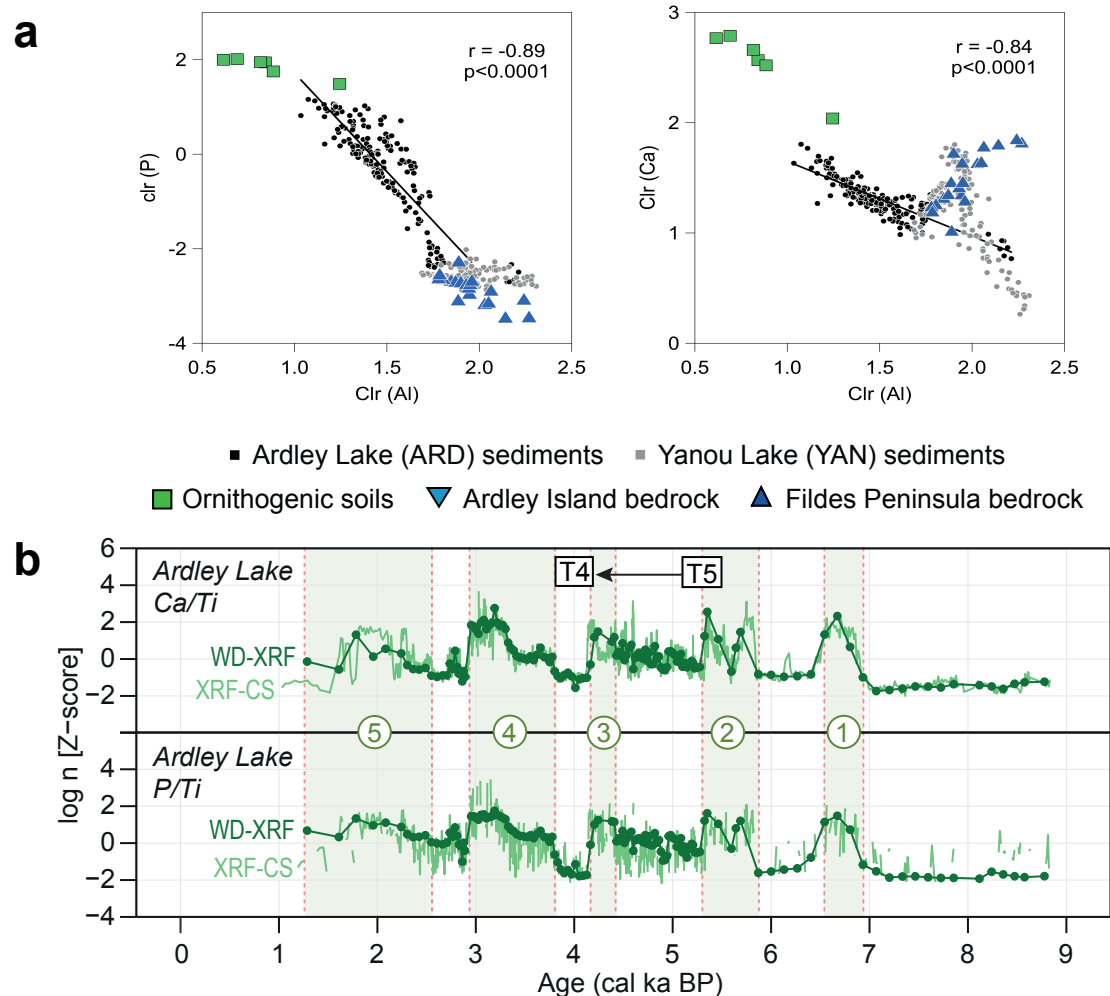 a
r = -0.89
p<0.0001
clr (P)
2
0
-2
-4
0.5 1.0 1.5 2.0 2.5
Clr (Al)
r = -0.84
p<0.0001
Clr (Ca)
3
2
1
0
0.5 1.0 1.5 2.0 2.5
Clr (Al)
Ardley Lake (ARD) sediments Yanou Lake (YAN) sediments
Ornithogenic soils Ardley Island bedrock Fildes Peninsula bedrock
b
log n [Z−score]
6
4
2
0
−2
Ardley Lake
Ca/Ti
T4 T5
WD-XRF
XRF-CS
5 4 3 2 1
Ardley Lake
P/Ti
4
2
0
−2
−4
WD-XRF
XRF-CS
0 1 2 3 4 5 6 7 8 9
Age (cal ka BP)